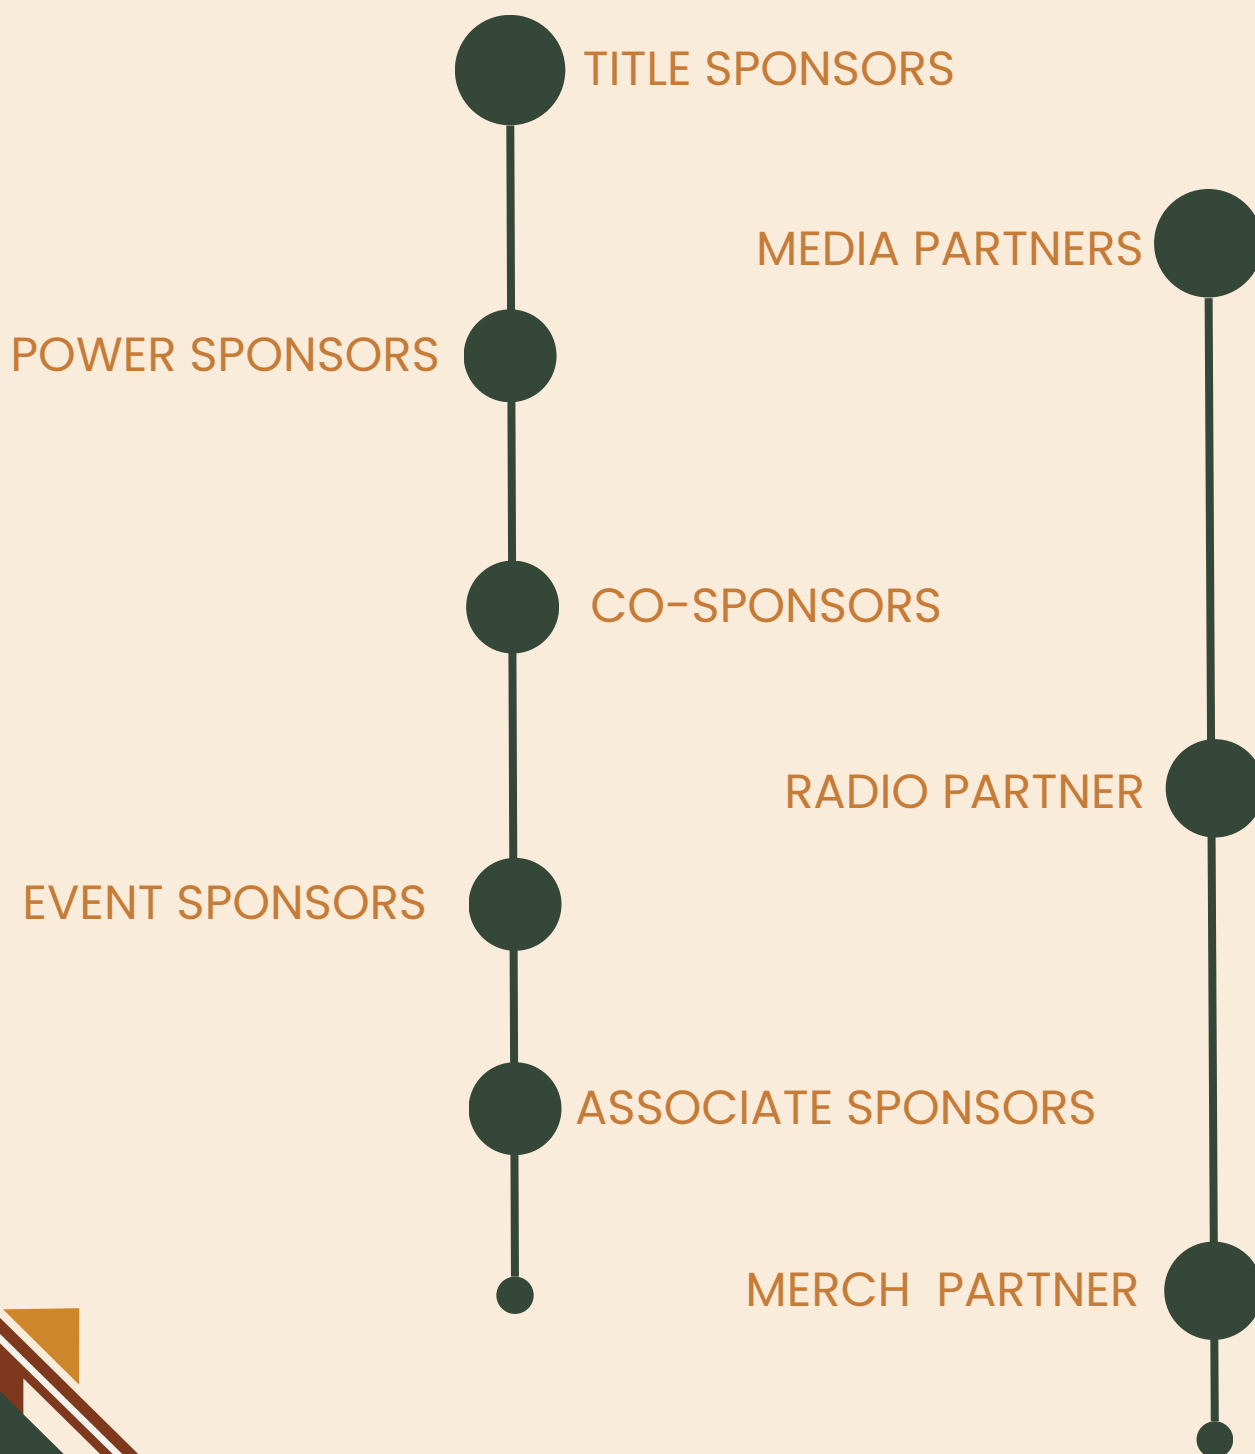 TITLE SPONSORS
MEDIA PARTNERS
POWER SPONSORS
CO-SPONSORS
RADIO PARTNER
EVENT SPONSORS
ASSOCIATE SPONSORS
MERCH PARTNER